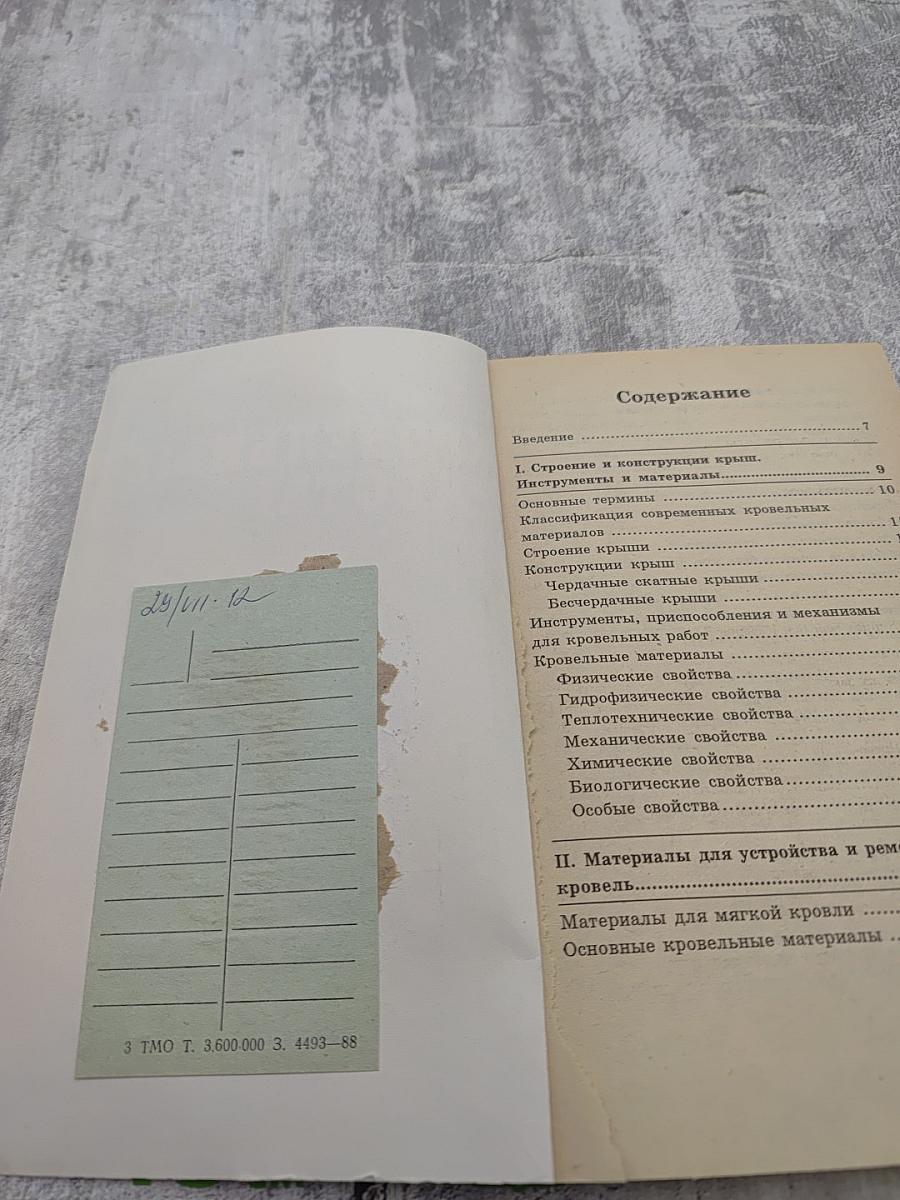 29/VII-12
3 ТМО Т. 3.600.000 З. 4493—88
Содержание
Введение ........ 7
I. Строение и конструкции крыш.
Инструменты и материалы........ 9
Основные термины ........ 10
Классификация современных кровельных
материалов ........
Строение крыши ........
Конструкции крыш ........
Чердачные скатные крыши ........
Бесчердачные крыши ........
Инструменты, приспособления и механизмы
для кровельных работ ........
Кровельные материалы ........
Физические свойства ........
Гидрофизические свойства ........
Теплотехнические свойства ........
Механические свойства ........
Химические свойства ........
Биологические свойства ........
Особые свойства ........
II. Материалы для устройства и рем
кровель........
Материалы для мягкой кровли ......
Основные кровельные материалы ..